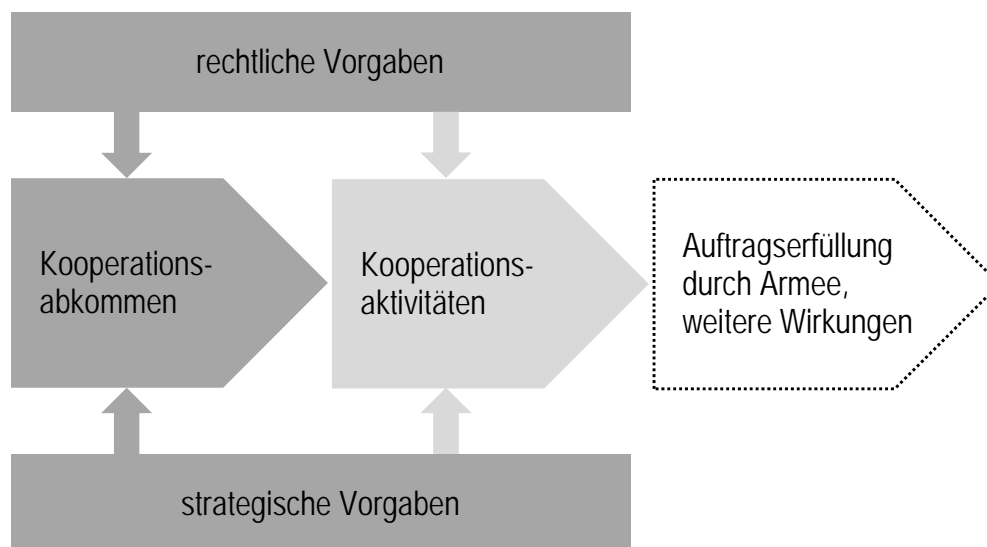 rechtliche Vorgaben
Kooperations-
abkommen
Kooperations-
aktivitäten
Auftragserfüllung
durch Armee,
weitere Wirkungen
strategische Vorgaben